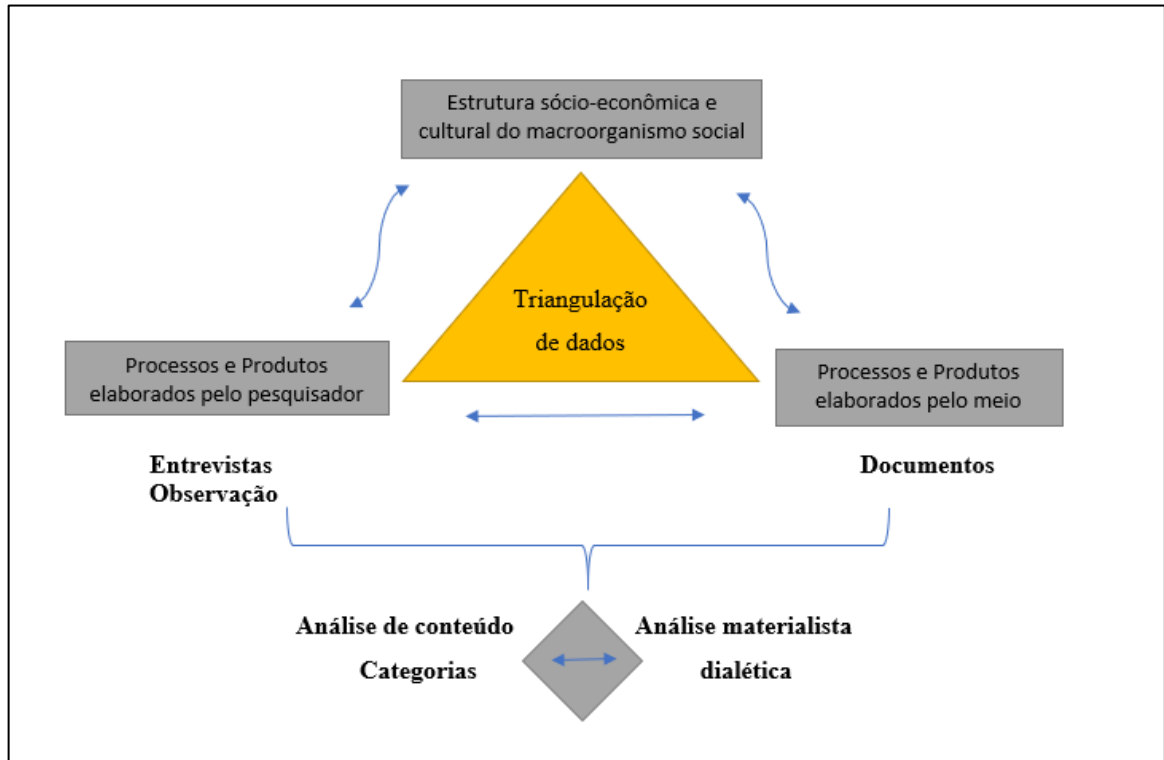 Estrutura sócio-econômica e
cultural do macroorganismo social
Triangulação
de dados
Processos e Produtos
elaborados pelo pesquisador
Processos e Produtos
elaborados pelo meio
Entrevistas
Observação
Documentos
Análise de conteúdo
Categorias
Análise materialista
dialética